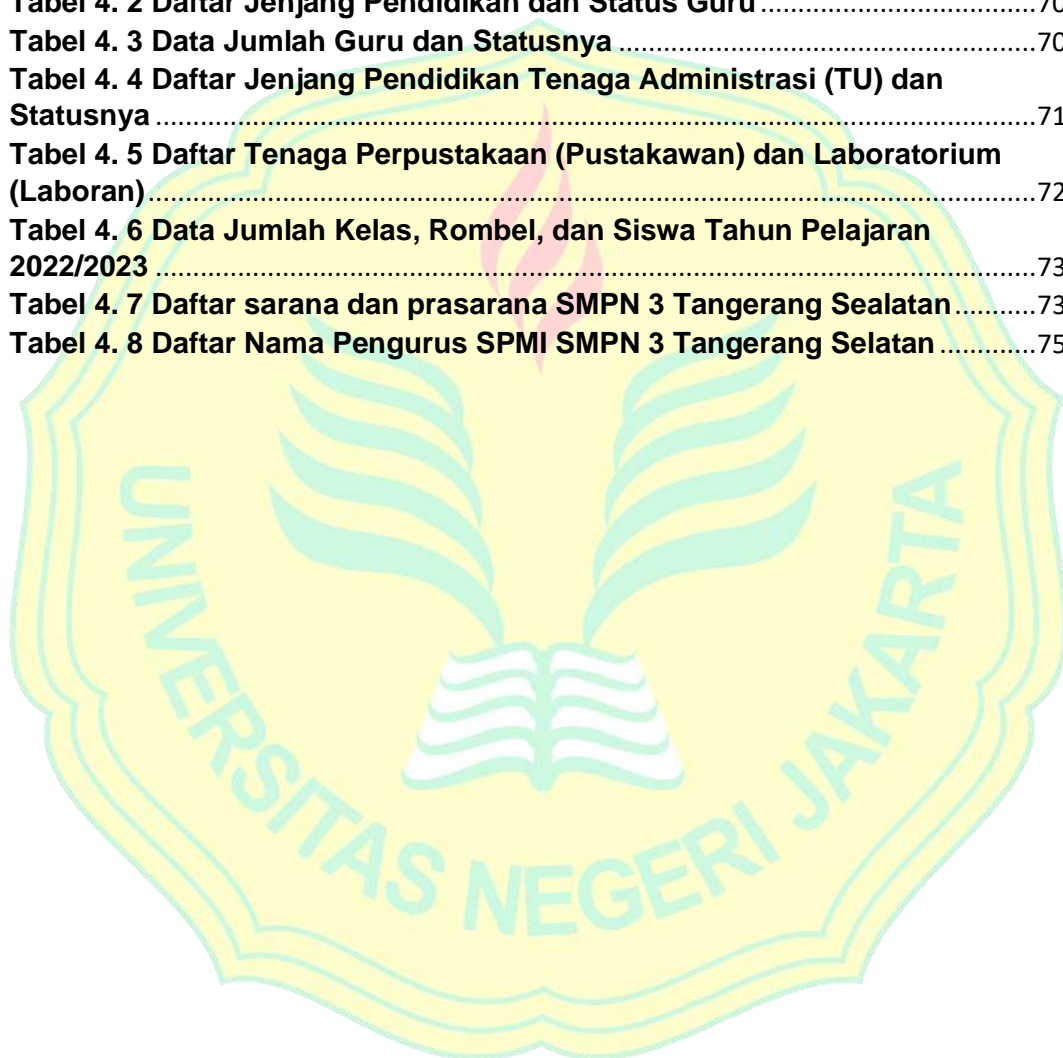 Tabel 4. 2 Daftar Jenjang Pendidikan dan Status Guru....................................70
Tabel 4. 3 Data Jumlah Guru dan Statusnya....................................70
Tabel 4. 4 Daftar Jenjang Pendidikan Tenaga Administrasi (TU) dan
Statusnya....................................71
Tabel 4. 5 Daftar Tenaga Perpustakaan (Pustakawan) dan Laboratorium
(Laboran)....................................72
Tabel 4. 6 Data Jumlah Kelas, Rombel, dan Siswa Tahun Pelajaran
2022/2023....................................73
Tabel 4. 7 Daftar sarana dan prasarana SMPN 3 Tangerang Sealatan..........73
Tabel 4. 8 Daftar Nama Pengurus SPMI SMPN 3 Tangerang Selatan.............75
UNIVERSITAS NEGERI JAKARTA